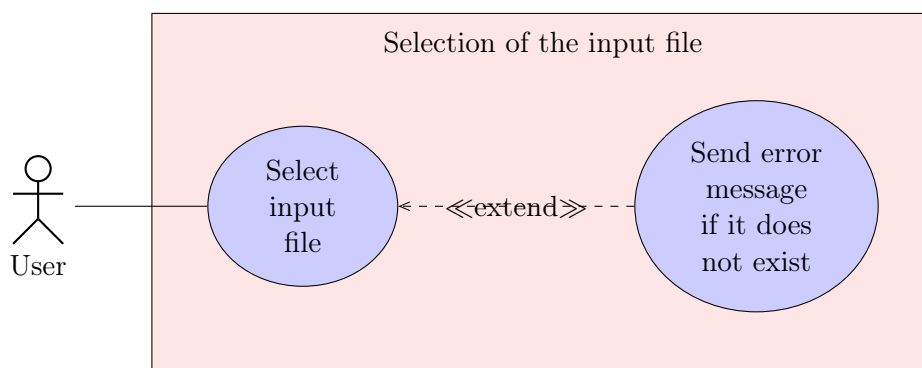 Selection of the input file
Select
input
file
≪extend≫
Send error
message
if it does
not exist
User